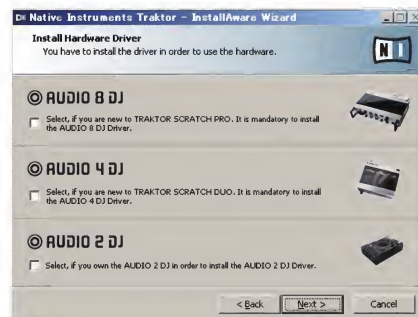 Native Instruments Traktor - InstallAware Wizard
Install Hardware Driver
You have to install the driver in order to use the hardware.
NI
AUDIO 8 DJ
Select, if you are new to TRAKTOR SCRATCH PRO. It is mandatory to install
the AUDIO 8 DJ Driver.
AUDIO 4 DJ
Select, if you are new to TRAKTOR SCRATCH DUO. It is mandatory to install
the AUDIO 4 DJ Driver.
AUDIO 2 DJ
Select, if you own the AUDIO 2 DJ in order to install the AUDIO 2 DJ Driver.
< Back Next > Cancel